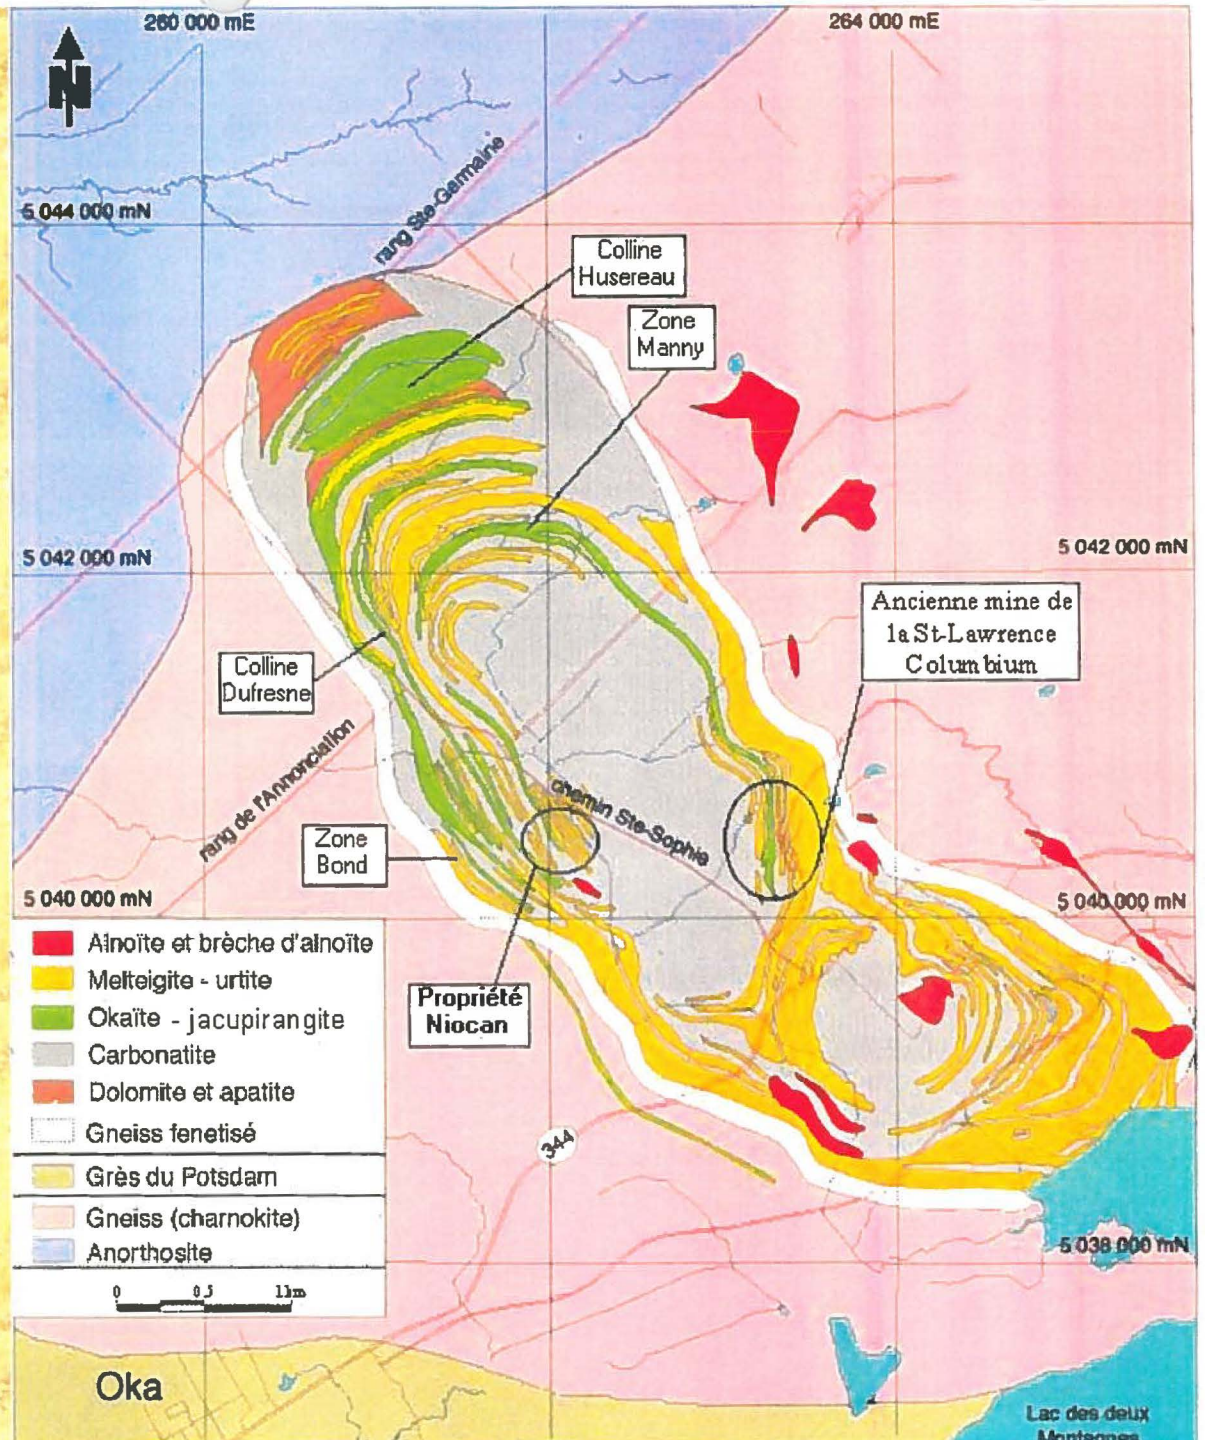 260 000 mE
264 000 mE
N
rang Ste-Germaine
5 044 000 mN
Colline
Husereau
Zone
Manny
5 042 000 mN
5 042 000 mN
Ancienne mine de
la St-Lawrence
Columbium
Colline
Dufresne
rang de l'Annonciation
chemin Ste-Sophie
Zone
Bond
5 040 000 mN
5 040 000 mN
Alnoïte et brèche d'alnoïte
Melteigite - urtite
Okaïte - jacupirangite
Carbonatite
Dolomite et apatite
Gneiss fenetisé
Grès du Potsdam
Gneiss (charnokite)
Anorthosite
0 0.5 1km
Propriété
Niocan
344
5 038 000 mN
Oka
Lac des deux
Montagnes